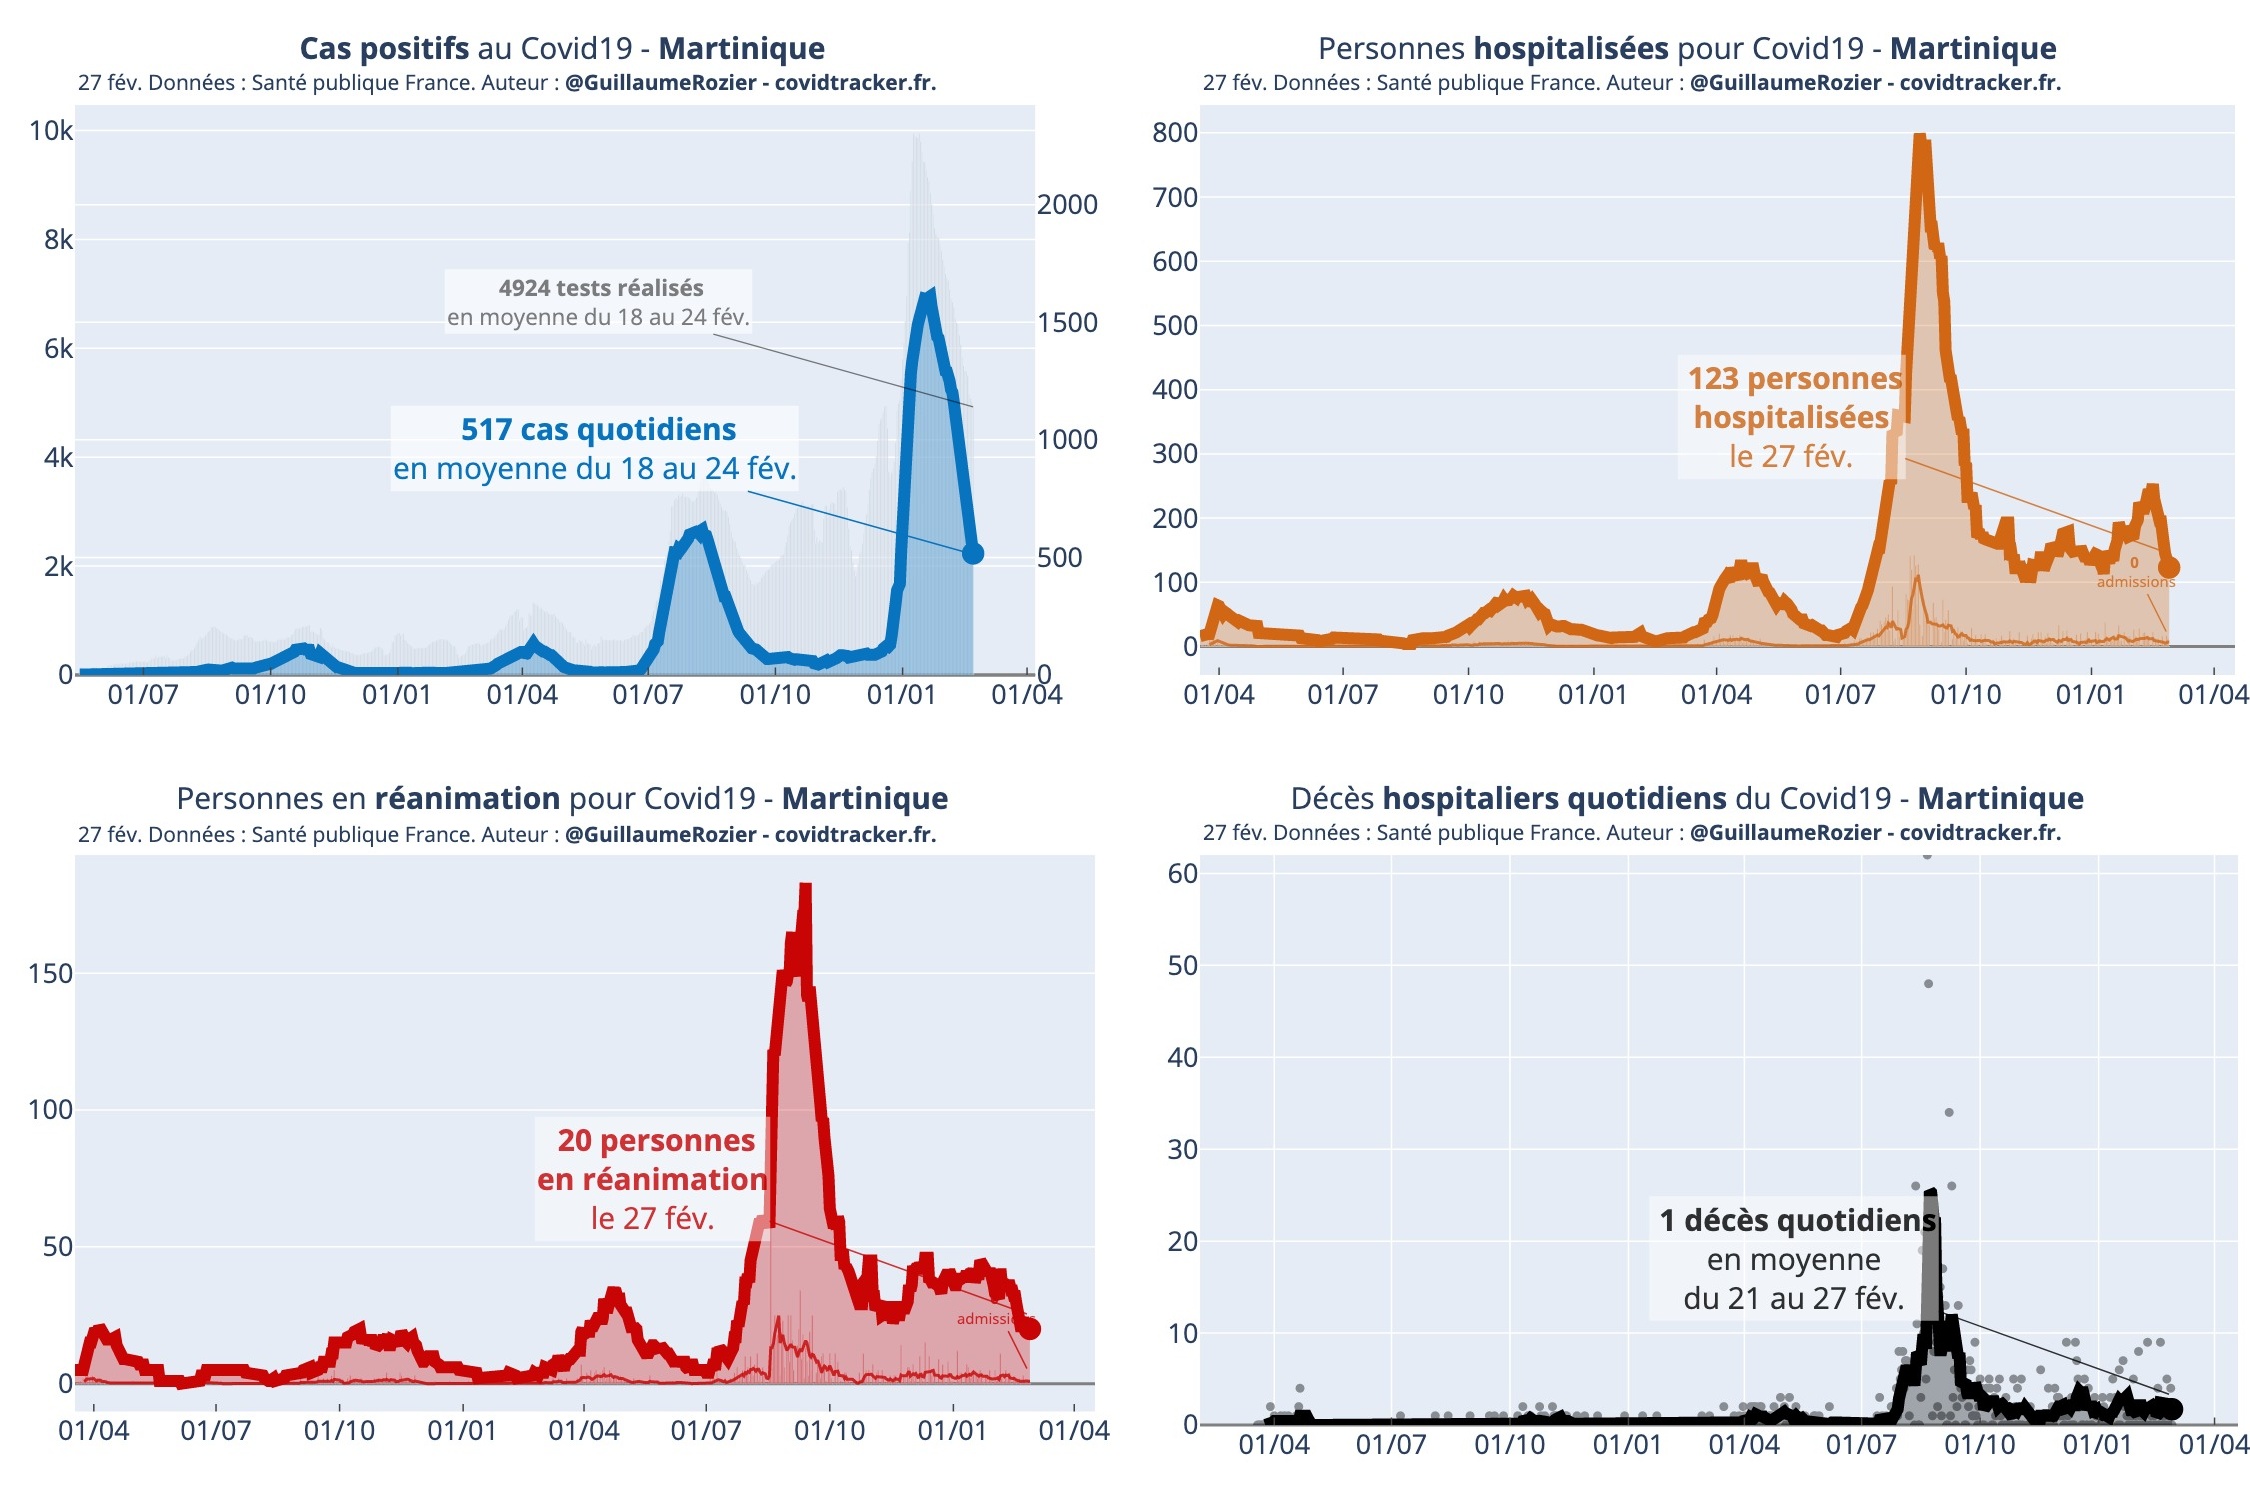 Cas positifs au Covid19 - Martinique
27 fév. Données : Santé publique France. Auteur : @GuillaumeRozier - covidtracker.fr.
10k
8k
6k
4k
2k
0
2000
1500
1000
500
0
4924 tests réalisés
en moyenne du 18 au 24 fév.
517 cas quotidiens
en moyenne du 18 au 24 fév.
01/07 01/10 01/01 01/04 01/07 01/10 01/01 01/04
Personnes hospitalisées pour Covid19 - Martinique
27 fév. Données : Santé publique France. Auteur : @GuillaumeRozier - covidtracker.fr.
800
700
600
500
400
300
200
100
0
123 personnes
hospitalisées
le 27 fév.
0
admissions
01/04 01/07 01/10 01/01 01/04 01/07 01/10 01/01 01/04
Personnes en réanimation pour Covid19 - Martinique
27 fév. Données : Santé publique France. Auteur : @GuillaumeRozier - covidtracker.fr.
150
100
50
0
20 personnes
en réanimation
le 27 fév.
01/04 01/07 01/10 01/01 01/04 01/07 01/10 01/01 01/04
Décès hospitaliers quotidiens du Covid19 - Martinique
27 fév. Données : Santé publique France. Auteur : @GuillaumeRozier - covidtracker.fr.
60
50
40
30
20
10
0
1 décès quotidiens
en moyenne
du 21 au 27 fév.
01/04 01/07 01/10 01/01 01/04 01/07 01/10 01/01 01/04